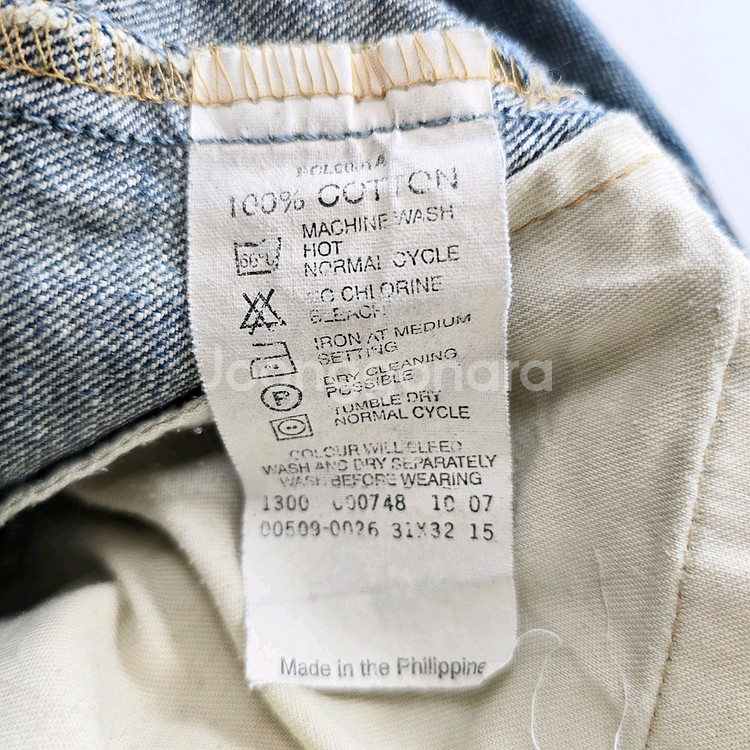 100% COTTON
MACHINE WASH
HOT
NORMAL CYCLE
60°C
NO CHLORINE
BLEACH
IRON AT MEDIUM
SETTING
DRY CLEANING
POSSIBLE
P
TUMBLE DRY
NORMAL CYCLE
COLOUR WILL BLEED
WASH AND DRY SEPARATELY
WASH BEFORE WEARING
1300 000748 10 07
00509-0026 31X32 15
Made in the Philippine